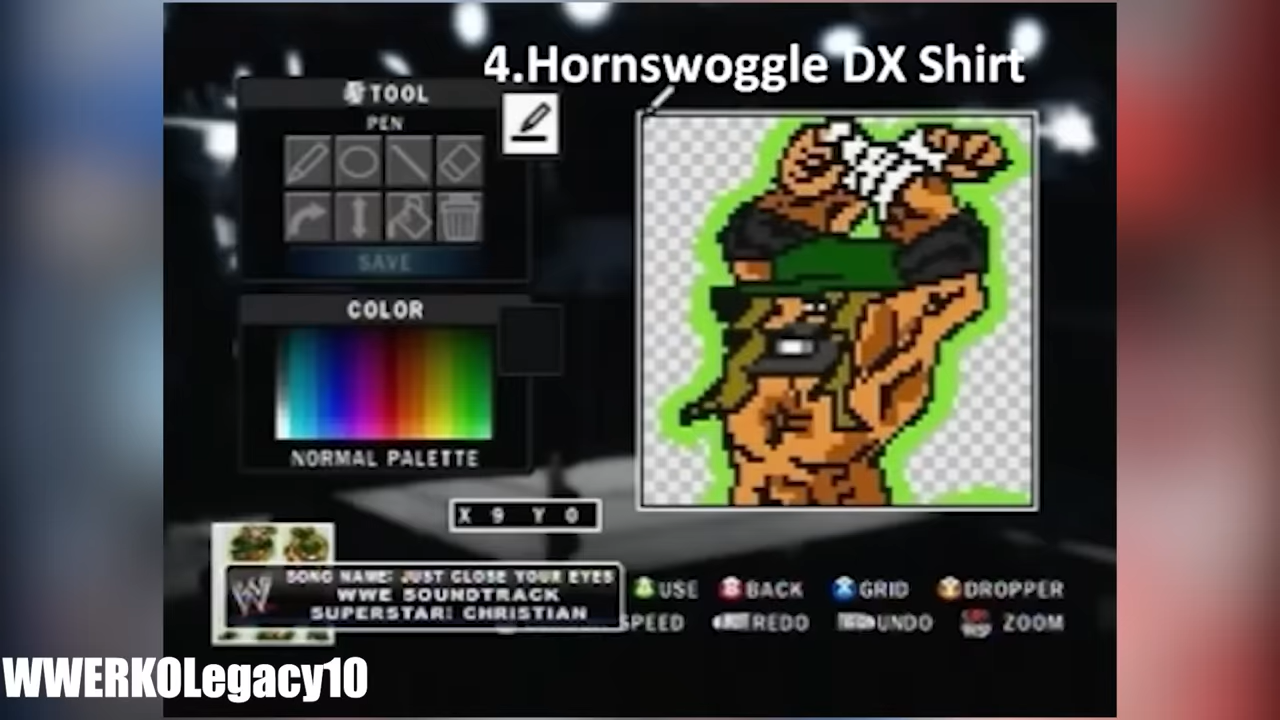 4.Hornswoggle DX Shirt
TOOL
PEN
SAVE
COLOR
NORMAL PALETTE
X 9 Y 0
SONG NAME: JUST CLOSE YOUR EYES
WWE SOUNDTRACK
SUPERSTAR: CHRISTIAN
USE BACK GRID DROPPER
SPEED REDO UNDO ZOOM
WWERKOLegacy10